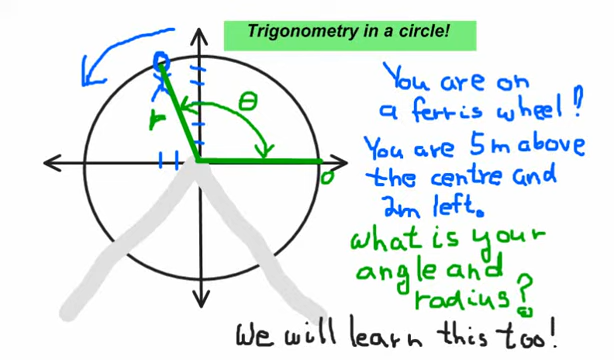 Trigonometry in a circle!
You are on
a ferris wheel!
You are 5m above
the centre and
2m left.
What is your
angle and
radius?
We will learn this too!
θ
r
0